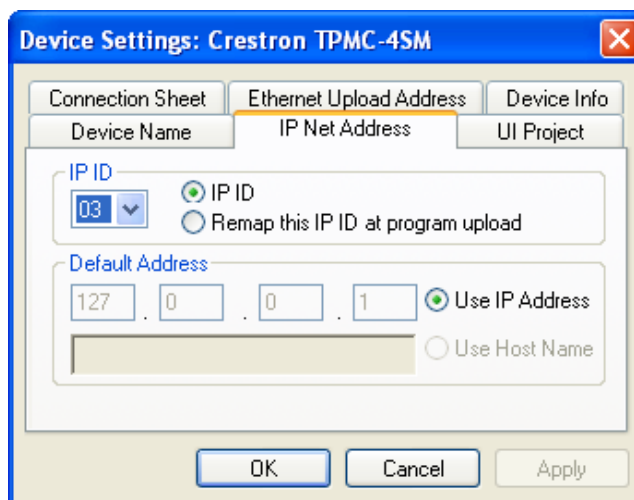 Device Settings: Crestron TPMC-4SM
Connection Sheet Ethernet Upload Address Device Info
Device Name IP Net Address UI Project
IP ID
03 IP ID
Remap this IP ID at program upload
Default Address
127 . 0 . 0 . 1 Use IP Address
Use Host Name
OK Cancel Apply